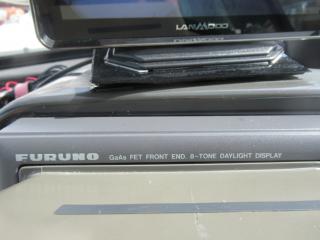 LANMODO
FURUNO GaAs FET FRONT END. 8-TONE DAYLIGHT DISPLAY